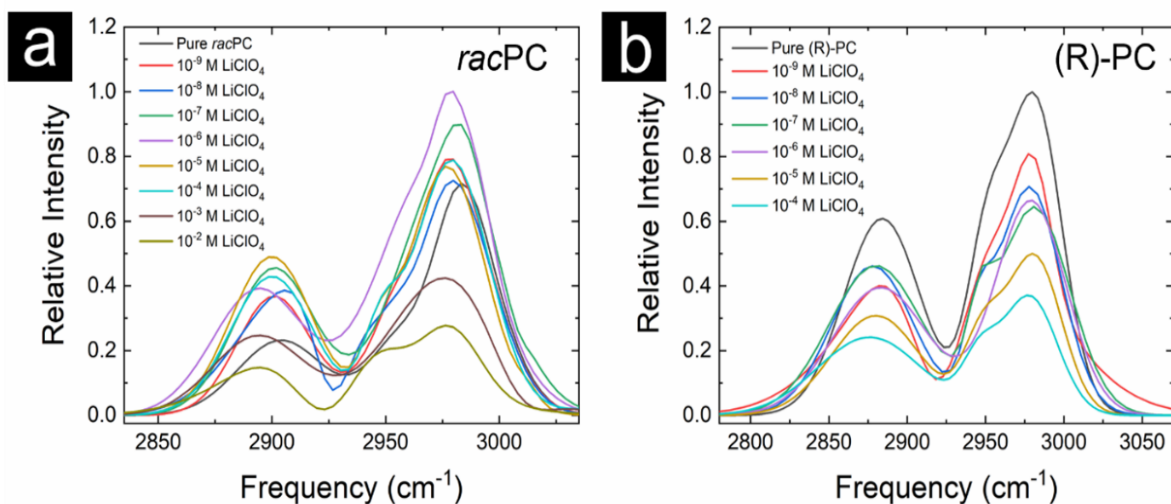 a
racPC
Pure racPC
10⁻⁹ M LiClO₄
10⁻⁸ M LiClO₄
10⁻⁷ M LiClO₄
10⁻⁶ M LiClO₄
10⁻⁵ M LiClO₄
10⁻⁴ M LiClO₄
10⁻³ M LiClO₄
10⁻² M LiClO₄
Relative Intensity
1.2
1.0
0.8
0.6
0.4
0.2
0.0
2850 2900 2950 3000
Frequency (cm⁻¹)
b
(R)-PC
Pure (R)-PC
10⁻⁹ M LiClO₄
10⁻⁸ M LiClO₄
10⁻⁷ M LiClO₄
10⁻⁶ M LiClO₄
10⁻⁵ M LiClO₄
10⁻⁴ M LiClO₄
Relative Intensity
1.2
1.0
0.8
0.6
0.4
0.2
0.0
2800 2850 2900 2950 3000 3050
Frequency (cm⁻¹)